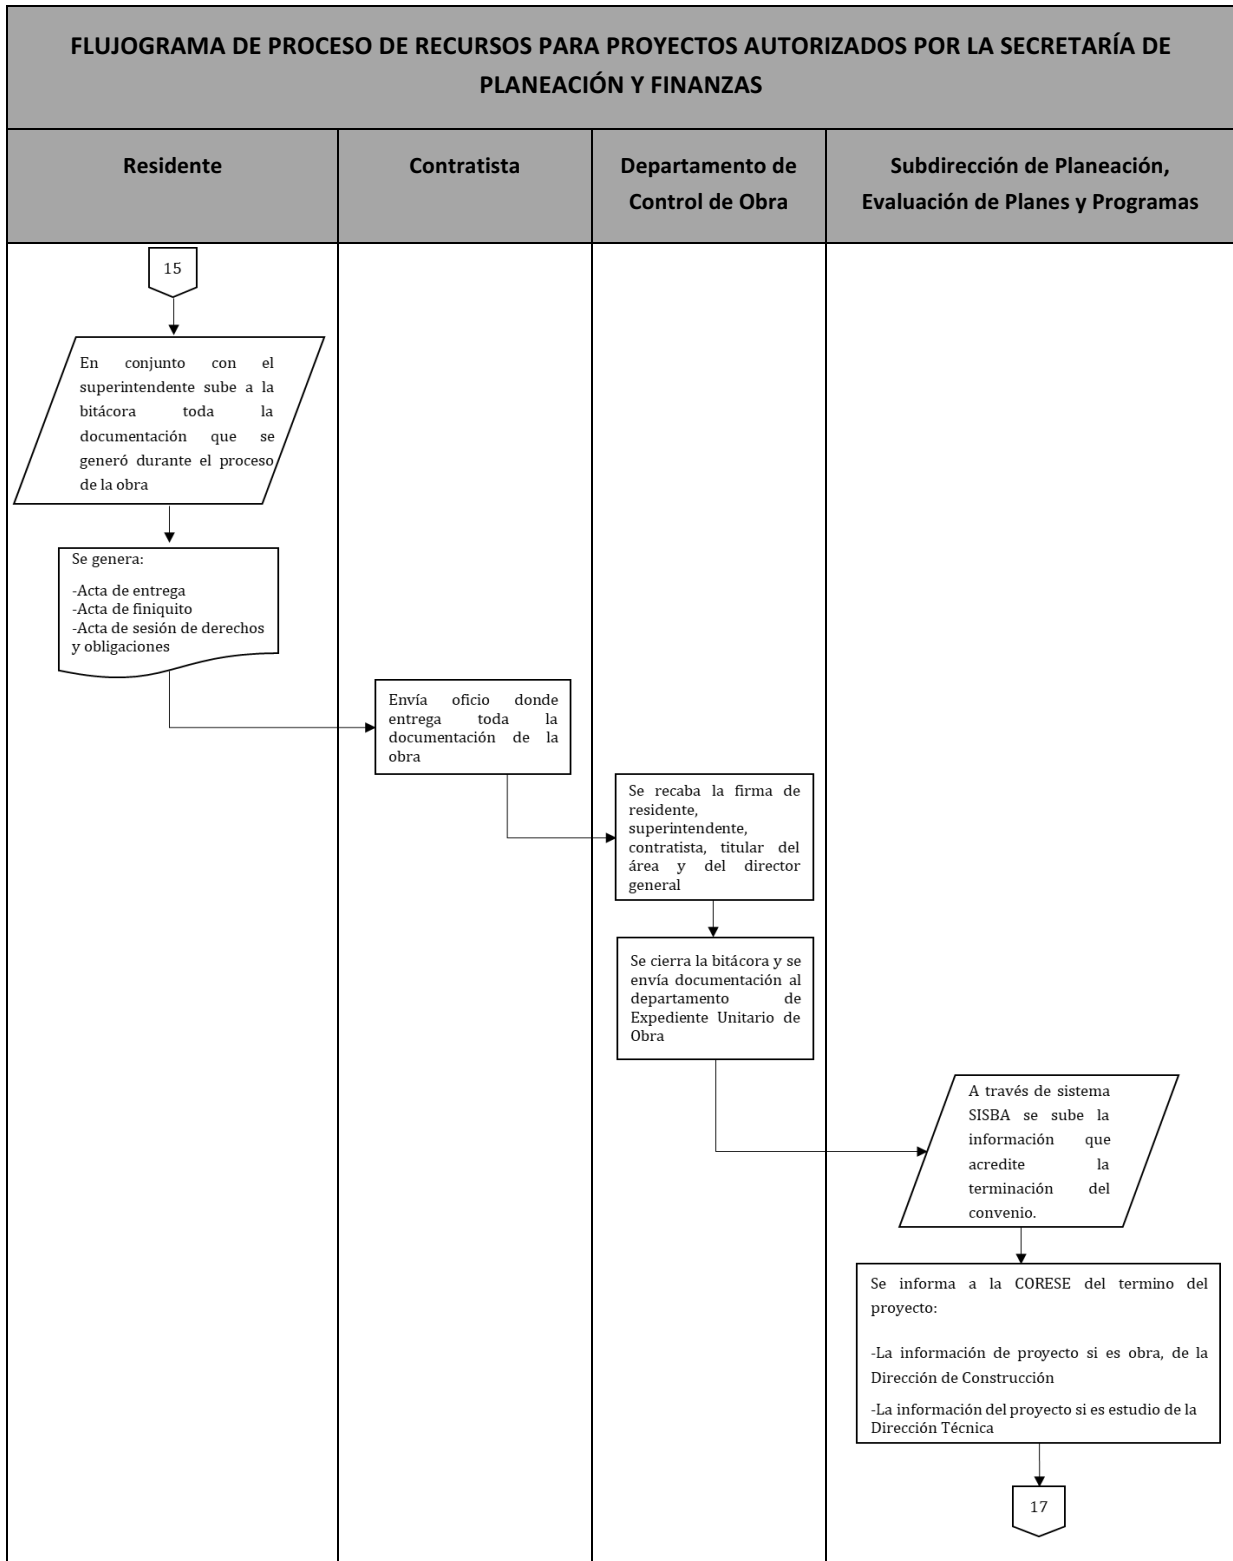 FLUJOGRAMA DE PROCESO DE RECURSOS PARA PROYECTOS AUTORIZADOS POR LA SECRETARÍA DE
PLANEACIÓN Y FINANZAS
Residente
Contratista
Departamento de
Control de Obra
Subdirección de Planeación,
Evaluación de Planes y Programas
15
En conjunto con el
superintendente sube a la
bitácora toda la
documentación que se
generó durante el proceso
de la obra
Se genera:
-Acta de entrega
-Acta de finiquito
-Acta de sesión de derechos
y obligaciones
Envía oficio donde
entrega toda la
documentación de la
obra
Se recaba la firma de
residente,
superintendente,
contratista, titular del
área y del director
general
Se cierra la bitácora y se
envía documentación al
departamento de
Expediente Unitario de
Obra
A través de sistema
SISBA se sube la
información que
acredite la
terminación del
convenio.
Se informa a la CORESE del termino del
proyecto:
-La información de proyecto si es obra, de la
Dirección de Construcción
-La información del proyecto si es estudio de la
Dirección Técnica
17